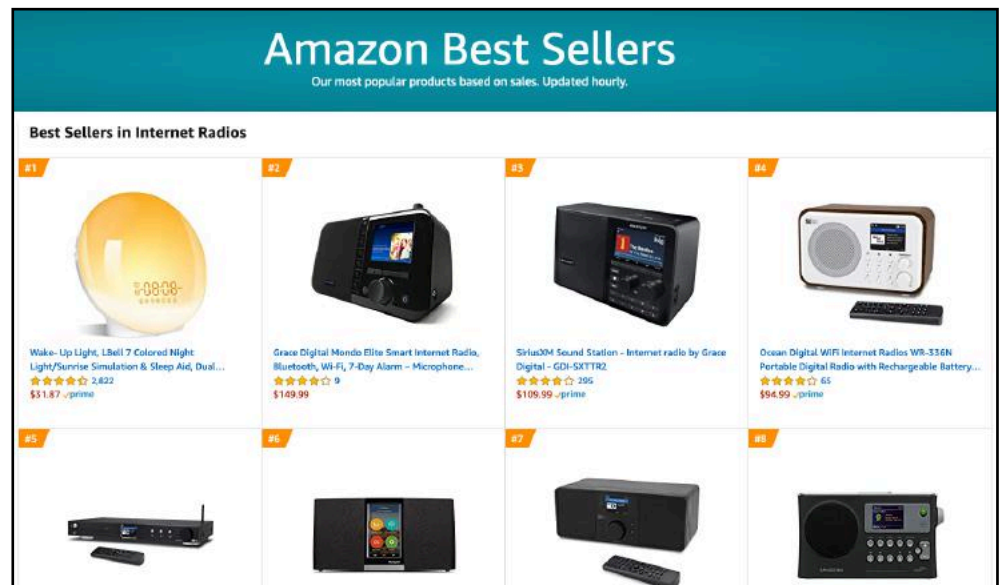 Amazon Best Sellers
Our most popular products based on sales. Updated hourly.
Best Sellers in Internet Radios
#1
#2
#3
#4
Wake- Up Light, LBell 7 Colored Night
Light/Sunrise Simulation & Sleep Aid, Dual...
2,822
$31.87 prime
Grace Digital Mondo Elite Smart Internet Radio,
Bluetooth, Wi-Fi, 7-Day Alarm – Microphone...
9
$149.99
SiriusXM Sound Station - Internet radio by Grace
Digital - GDI-SXTTR2
295
$109.99 prime
Ocean Digital WiFi Internet Radios WR-336N
Portable Digital Radio with Rechargeable Battery...
65
$94.99 prime
#5
#6
#7
#8